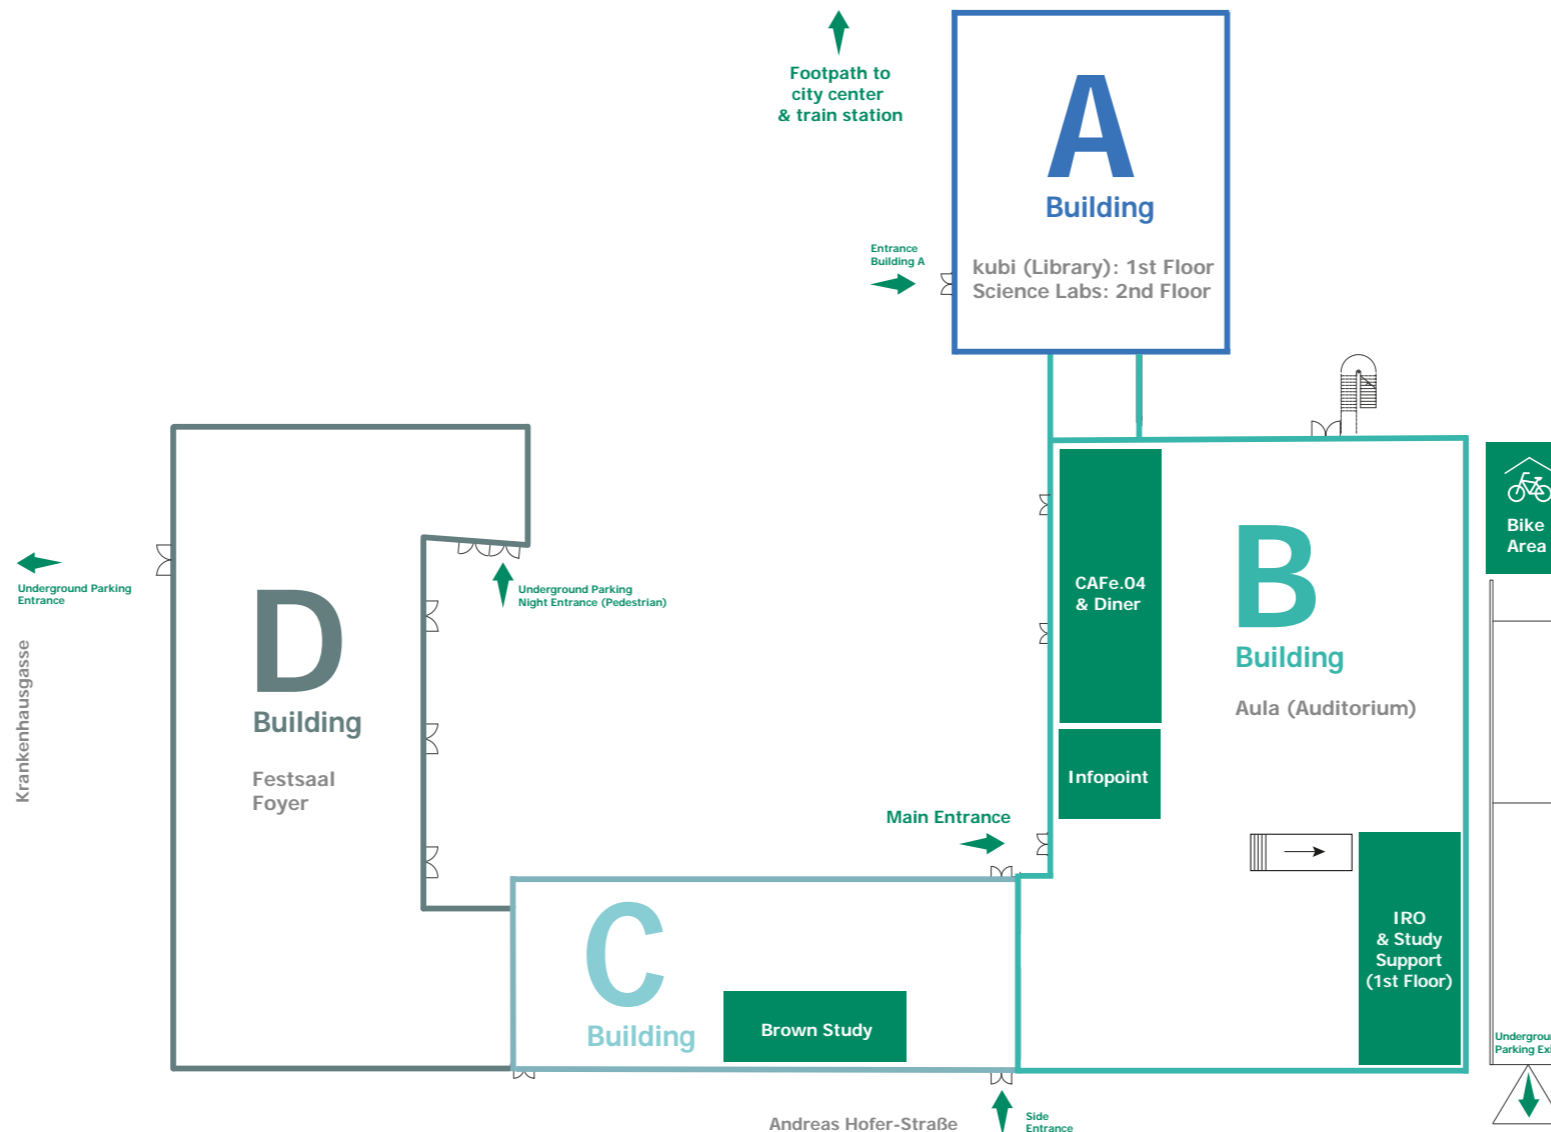 Footpath to
city center
& train station
A
Building
Entrance
Building A
kubi (Library): 1st Floor
Science Labs: 2nd Floor
Bike
Area
Underground Parking
Entrance
Krankenhausgasse
D
Building
Festsaal
Foyer
Underground Parking
Night Entrance (Pedestrian)
CAFe.04
& Diner
B
Building
Aula (Auditorium)
Infopoint
Main Entrance
IRO
& Study
Support
(1st Floor)
C
Building
Brown Study
Parking
Andreas Hofer-Straße
Side
Entrance